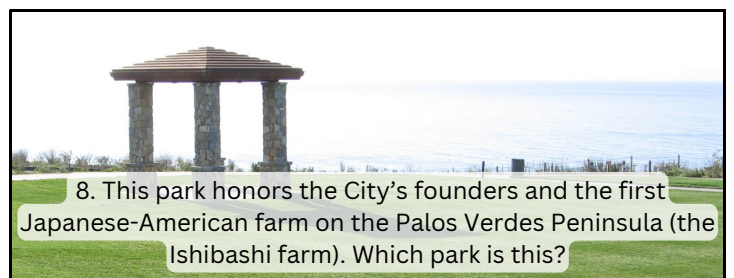 8. This park honors the City’s founders and the first
Japanese-American farm on the Palos Verdes Peninsula (the
Ishibashi farm). Which park is this?